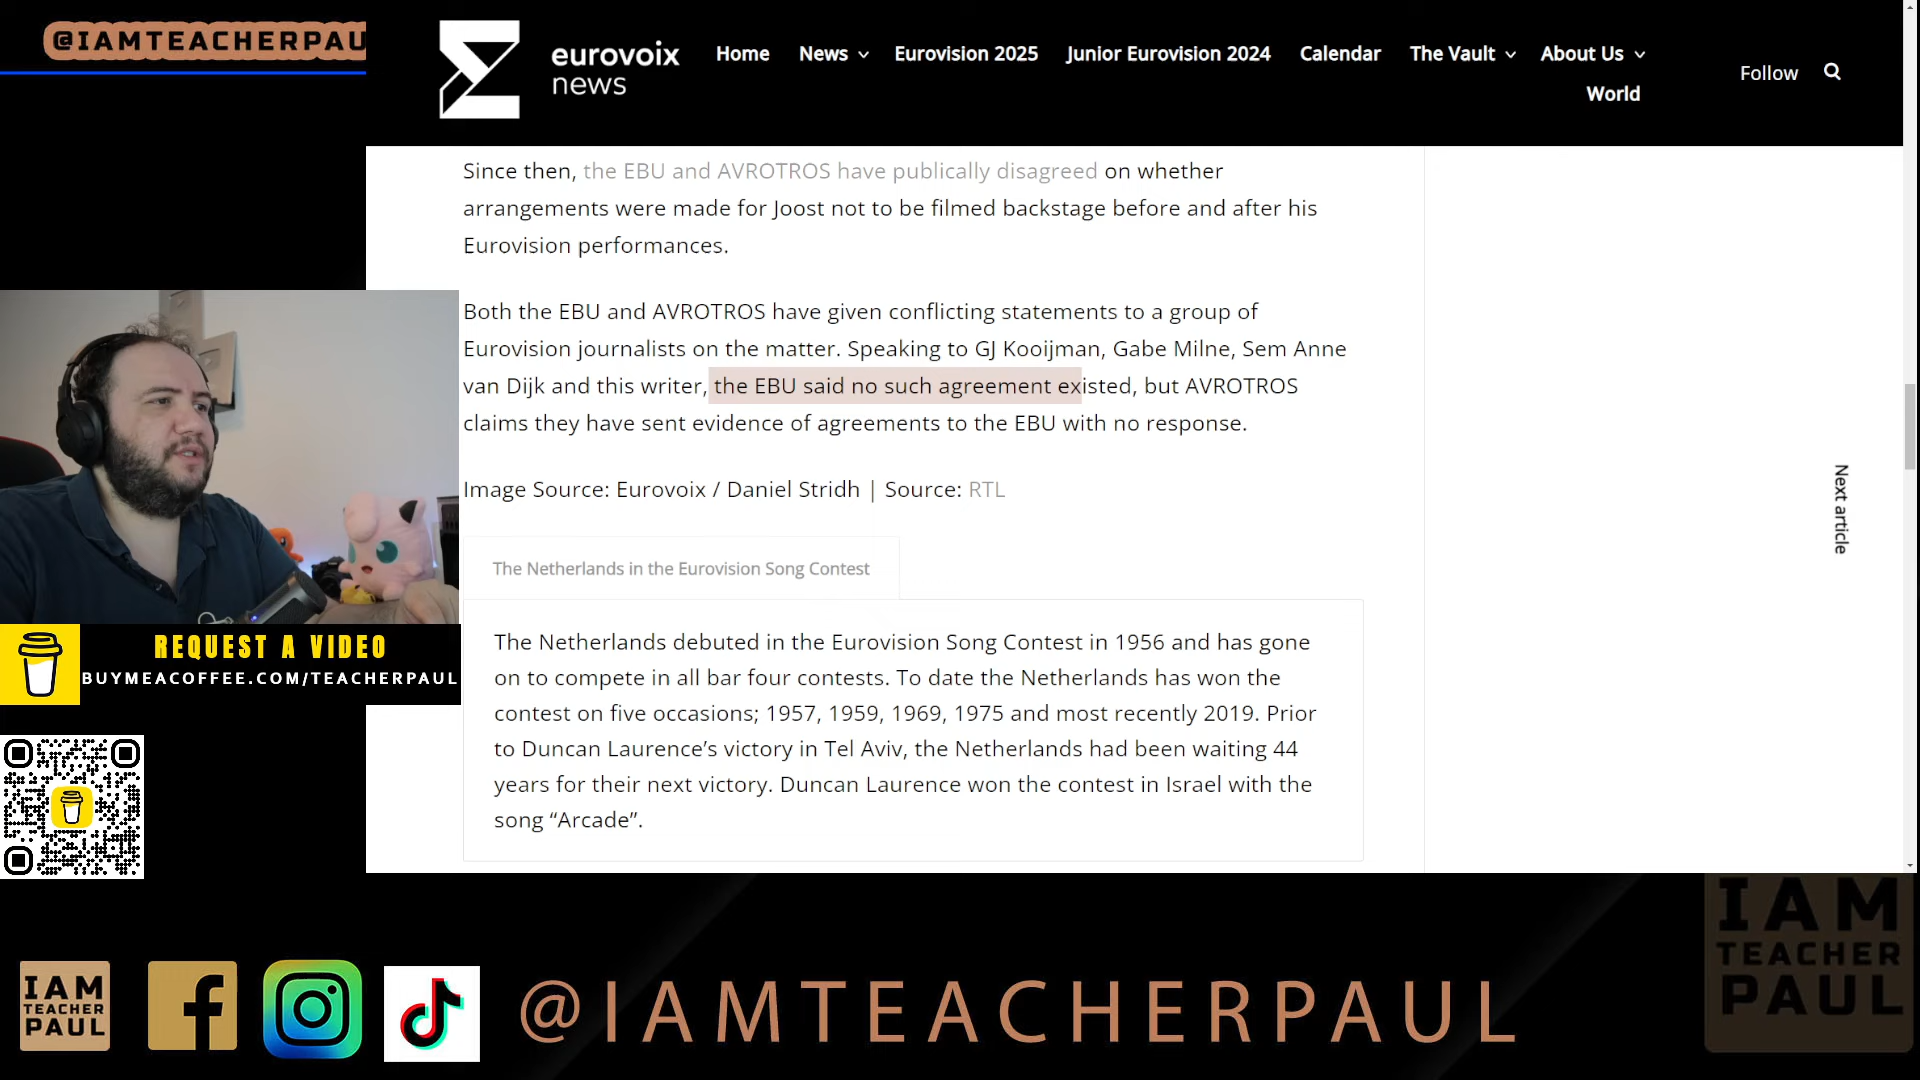 @IAMTEACHERPAU
eurovoix
news
Home
News
Eurovision 2025
Junior Eurovision 2024
Calendar
The Vault
About Us
World
Follow
Since then, the EBU and AVROTROS have publically disagreed on whether
arrangements were made for Joost not to be filmed backstage before and after his
Eurovision performances.
Both the EBU and AVROTROS have given conflicting statements to a group of
Eurovision journalists on the matter. Speaking to GJ Kooijman, Gabe Milne, Sem Anne
van Dijk and this writer, the EBU said no such agreement existed, but AVROTROS
claims they have sent evidence of agreements to the EBU with no response.
Image Source: Eurovoix / Daniel Stridh | Source: RTL
Next article
The Netherlands in the Eurovision Song Contest
The Netherlands debuted in the Eurovision Song Contest in 1956 and has gone
on to compete in all bar four contests. To date the Netherlands has won the
contest on five occasions; 1957, 1959, 1969, 1975 and most recently 2019. Prior
to Duncan Laurence’s victory in Tel Aviv, the Netherlands had been waiting 44
years for their next victory. Duncan Laurence won the contest in Israel with the
song “Arcade”.
REQUEST A VIDEO
BUYMEACOFFEE.COM/TEACHERPAUL
IAM
TEACHER
PAUL
@IAMTEACHERPAUL
IAM
TEACHER
PAUL